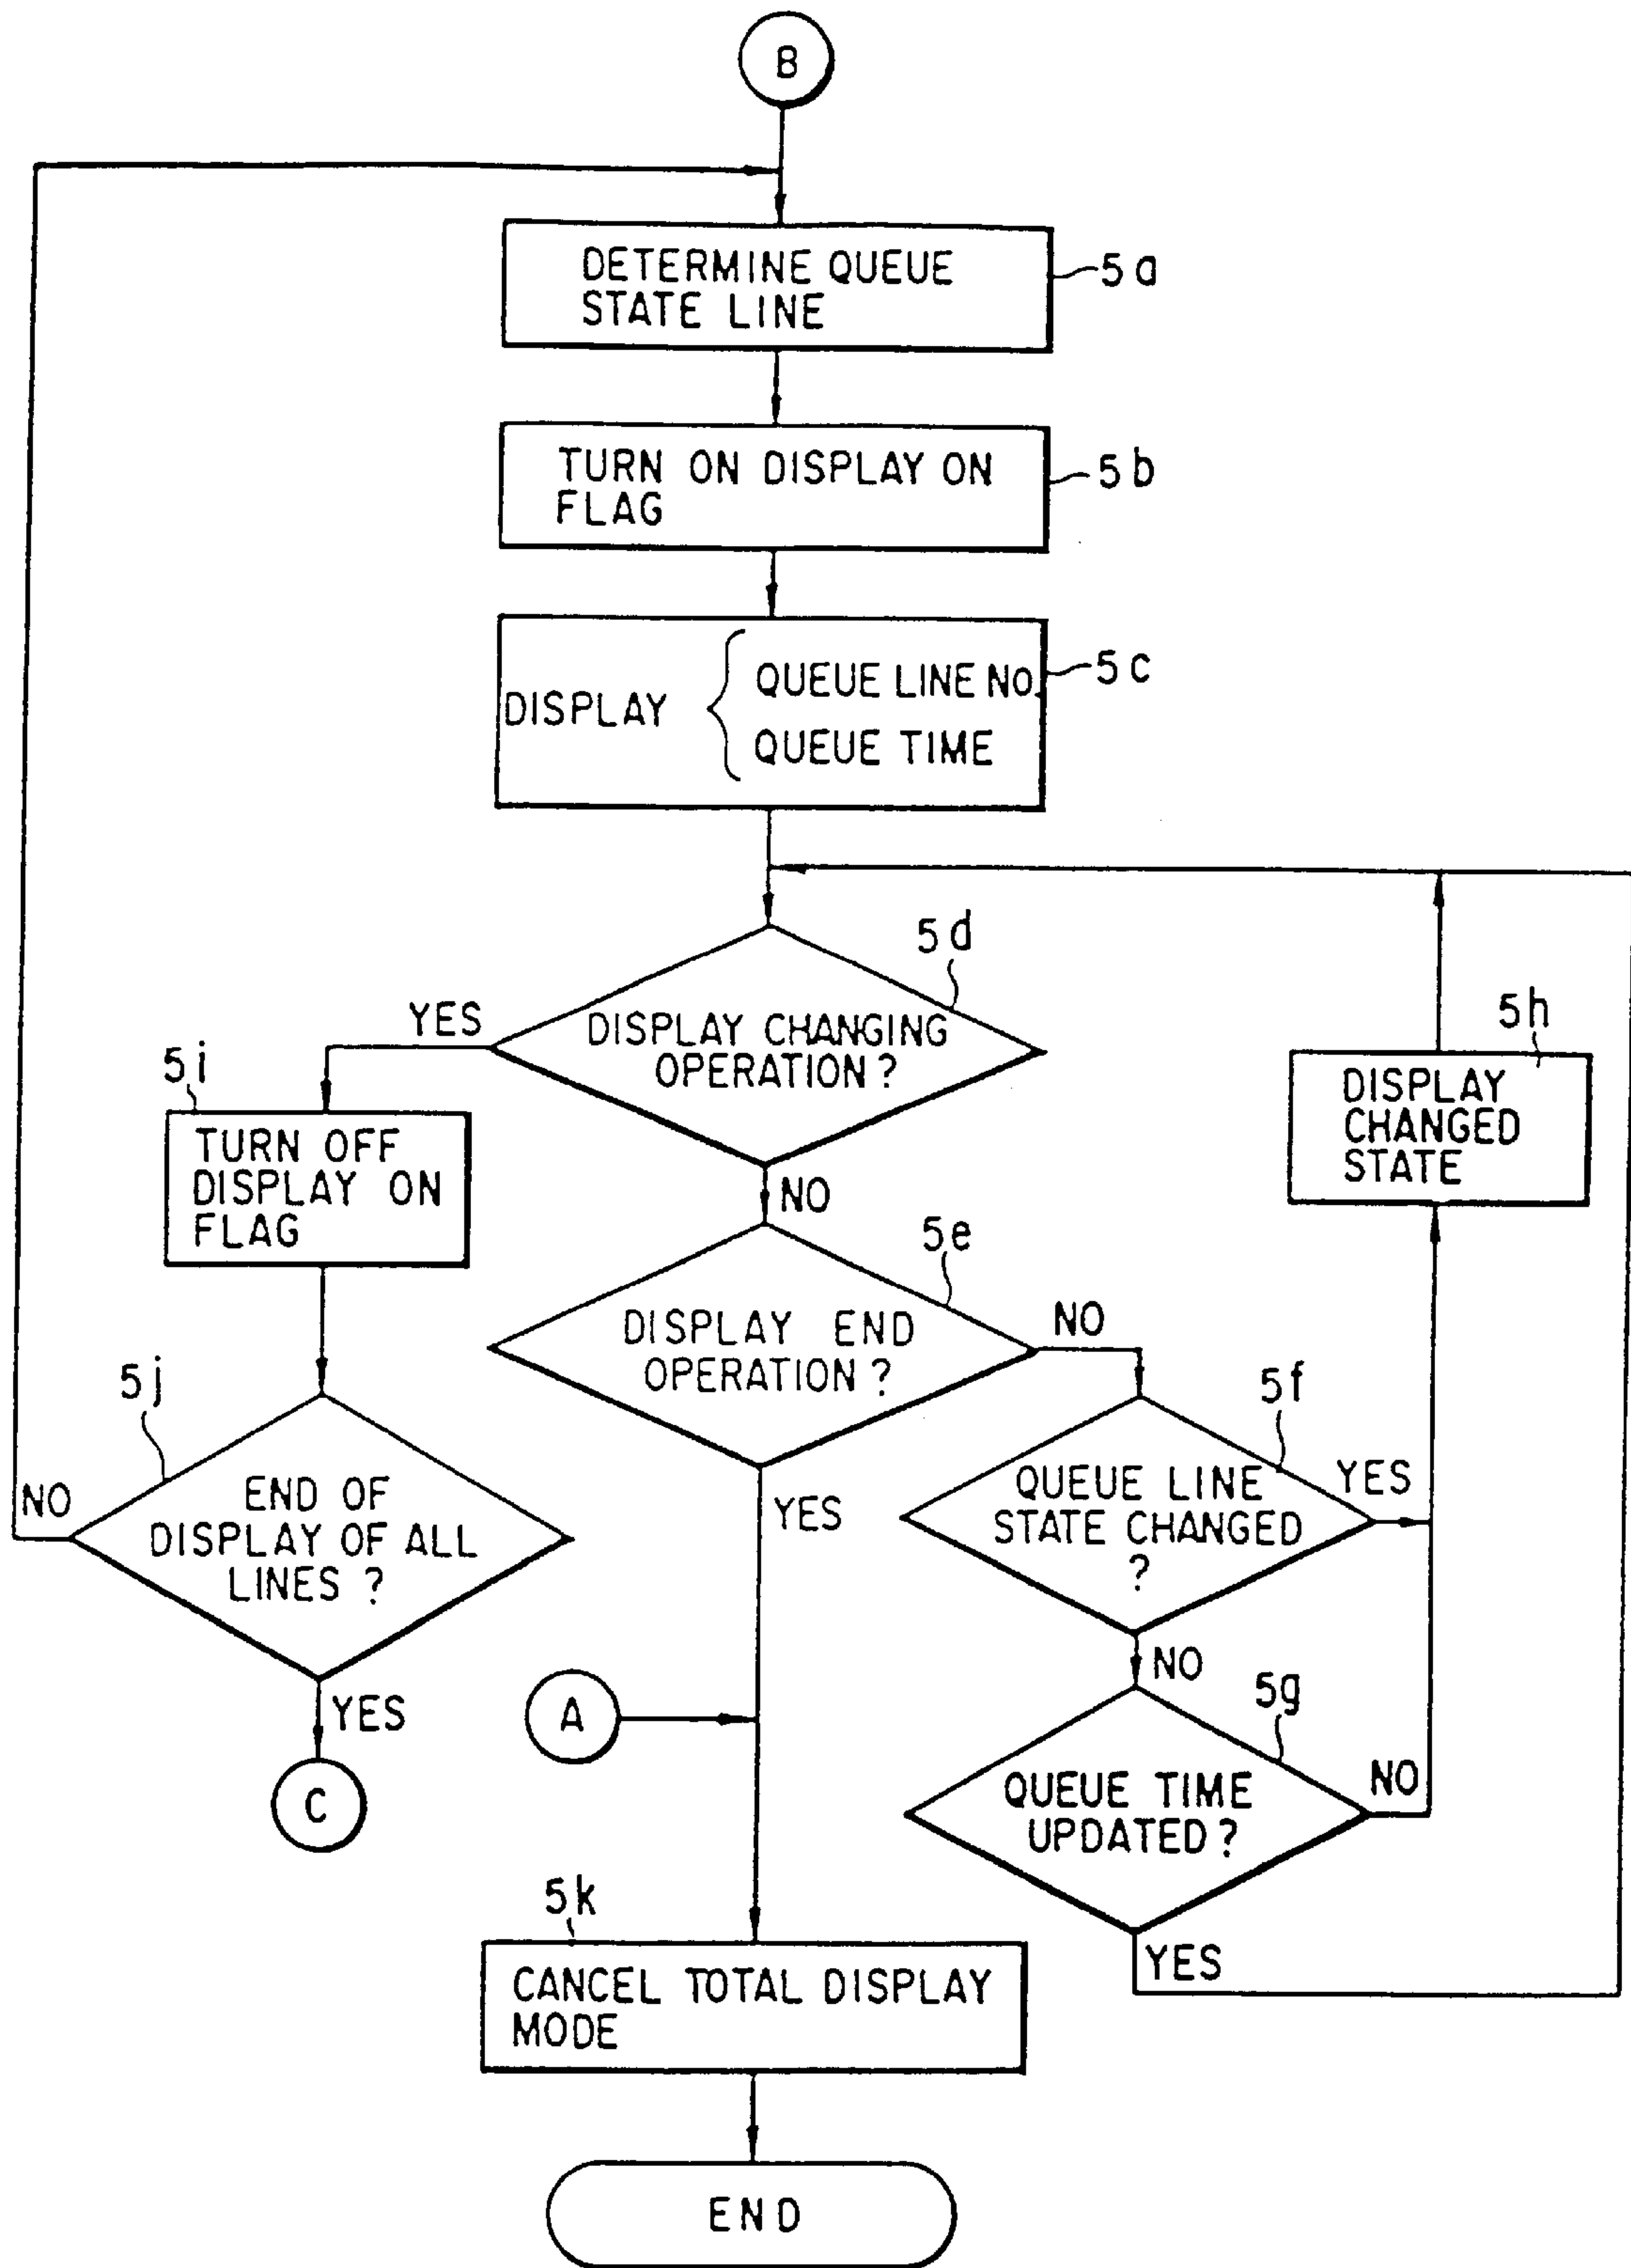 B
DETERMINE QUEUE
STATE LINE
5a
TURN ON DISPLAY ON
FLAG
5b
DISPLAY
QUEUE LINE NO.
QUEUE TIME
5c
5d
YES
DISPLAY CHANGING
OPERATION?
5h
DISPLAY
CHANGED
STATE
5i
TURN OFF
DISPLAY ON
FLAG
NO
5e
DISPLAY END
OPERATION?
NO
5j
5f
END OF
DISPLAY OF ALL
LINES?
NO
YES
QUEUE LINE
STATE CHANGED
?
YES
NO
YES
A
5g
C
QUEUE TIME
UPDATED?
NO
YES
5k
CANCEL TOTAL DISPLAY
MODE
END